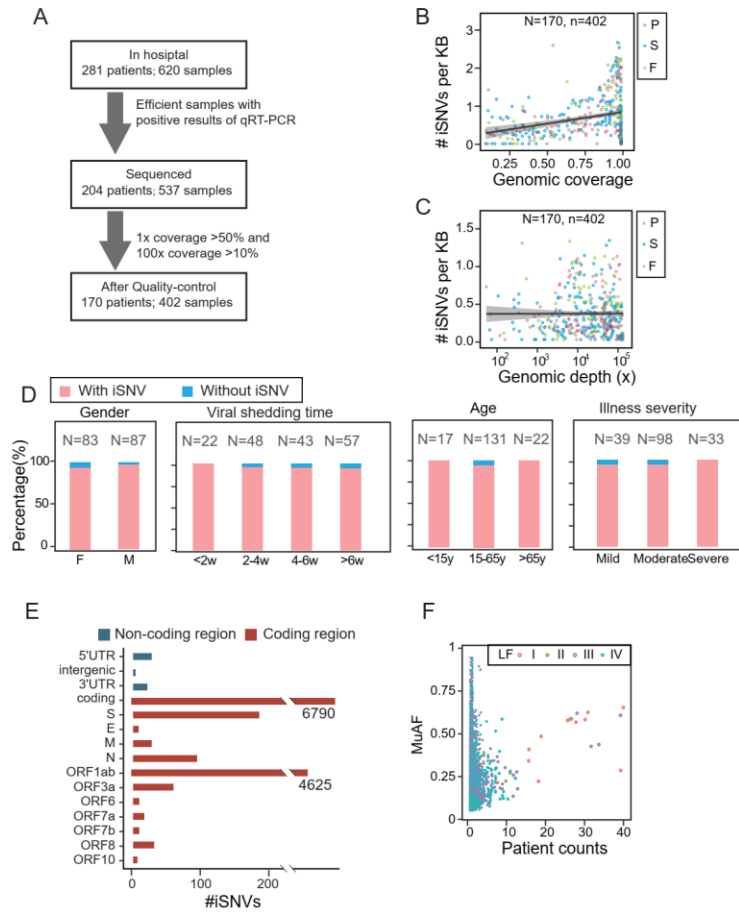 A
In hosiptal
281 patients; 620 samples
Efficient samples with
positive results of qRT-PCR
Sequenced
204 patients; 537 samples
1x coverage >50% and
100x coverage >10%
After Quality-control
170 patients; 402 samples
B
N=170, n=402
# iSNVs per KB
3
2
1
0
0.25 0.50 0.75 1.00
Genomic coverage
P
S
F
C
N=170, n=402
# iSNVs per KB
1.5
1.0
0.5
0.0
10² 10³ 10⁴ 10⁵
Genomic depth (x)
P
S
F
D
With iSNV Without iSNV
Gender
Percentage(%)
100
50
0
N=83 N=87
F M
Viral shedding time
N=22 N=48 N=43 N=57
<2w 2-4w 4-6w >6w
Age
N=17 N=131 N=22
<15y 15-65y >65y
Illness severity
N=39 N=98 N=33
Mild Moderate Severe
E
Non-coding region Coding region
5'UTR
intergenic
3'UTR
coding
6790
S
E
M
N
ORF1ab
4625
ORF3a
ORF6
ORF7a
ORF7b
ORF8
ORF10
0 100 200
#iSNVs
F
LF I II III IV
MuAF
1
0.75
0.50
0.25
0
0 10 20 30 40
Patient counts